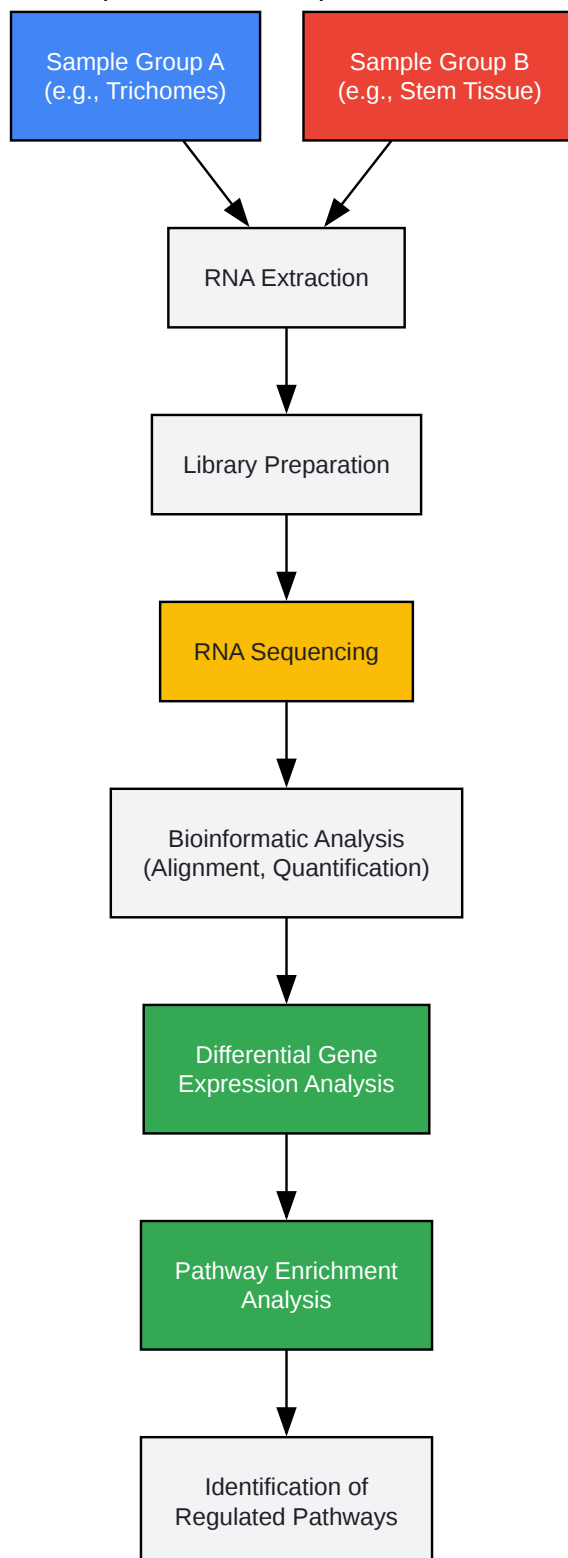 Sample Group A
(e.g., Trichomes)
Sample Group B
(e.g., Stem Tissue)
RNA Extraction
Library Preparation
RNA Sequencing
Bioinformatic Analysis
(Alignment, Quantification)
Differential Gene
Expression Analysis
Pathway Enrichment
Analysis
Identification of
Regulated Pathways